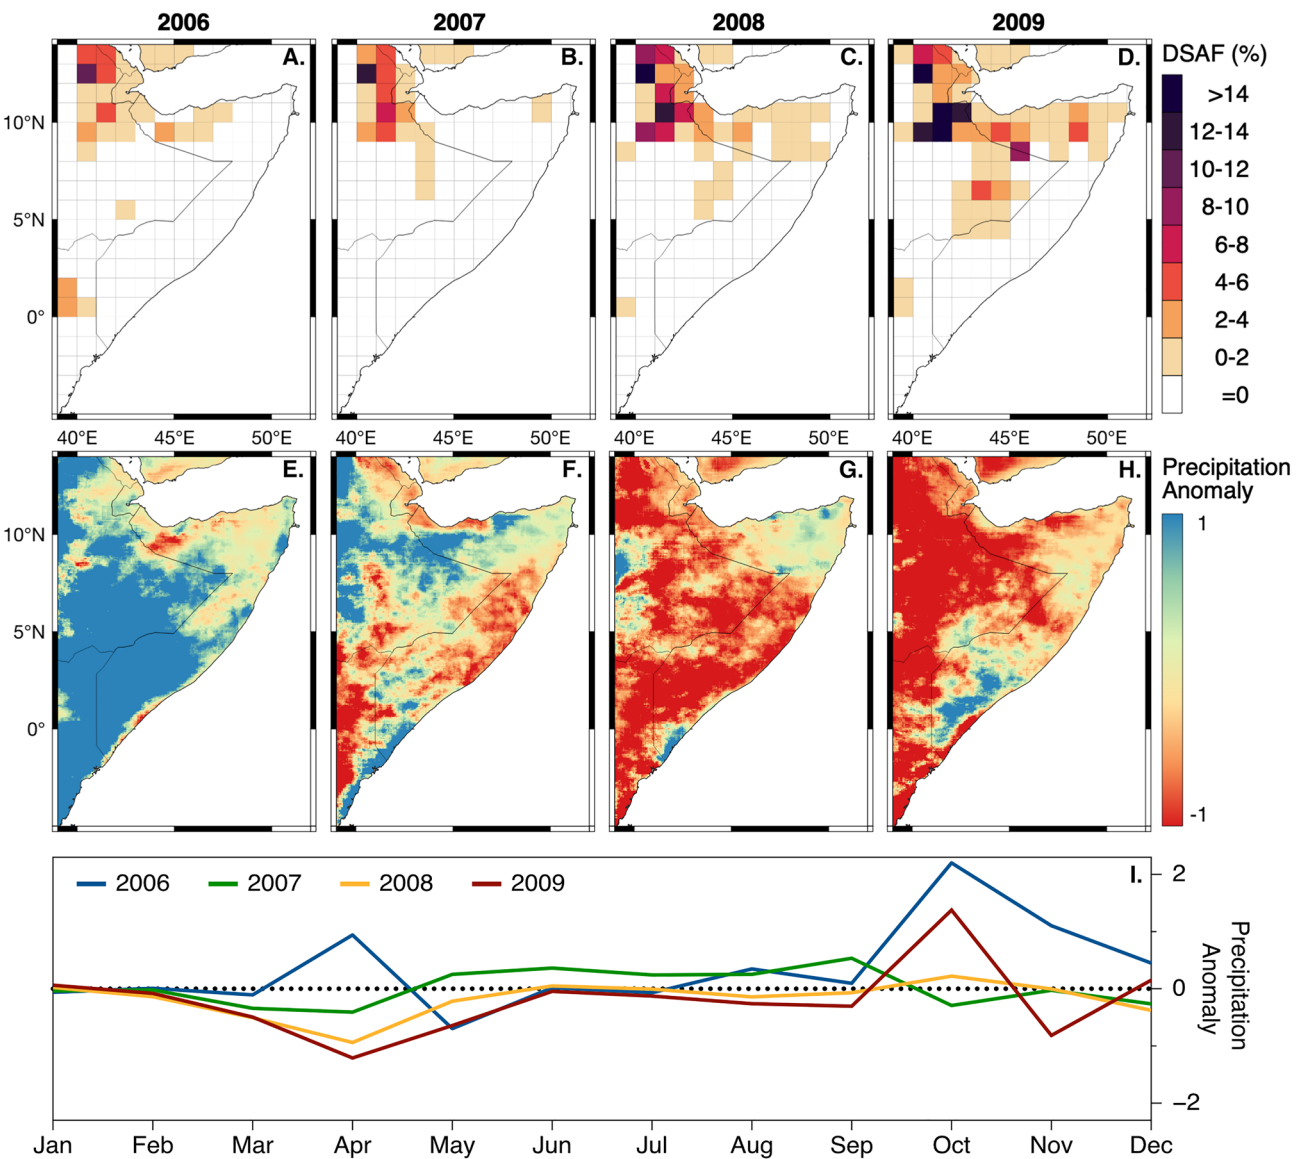 2006 2007 2008 2009
A. B. C. D.
DSAF (%)
>14
12-14
10-12
8-10
6-8
4-6
2-4
0-2
=0
10°N
5°N
0°
40°E 45°E 50°E 40°E 45°E 50°E 40°E 45°E 50°E 40°E 45°E 50°E
E. F. G. H.
Precipitation
Anomaly
1
-1
10°N
5°N
0°
2006 2007 2008 2009
I.
2
0
−2
Precipitation
Anomaly
Jan Feb Mar Apr May Jun Jul Aug Sep Oct Nov Dec